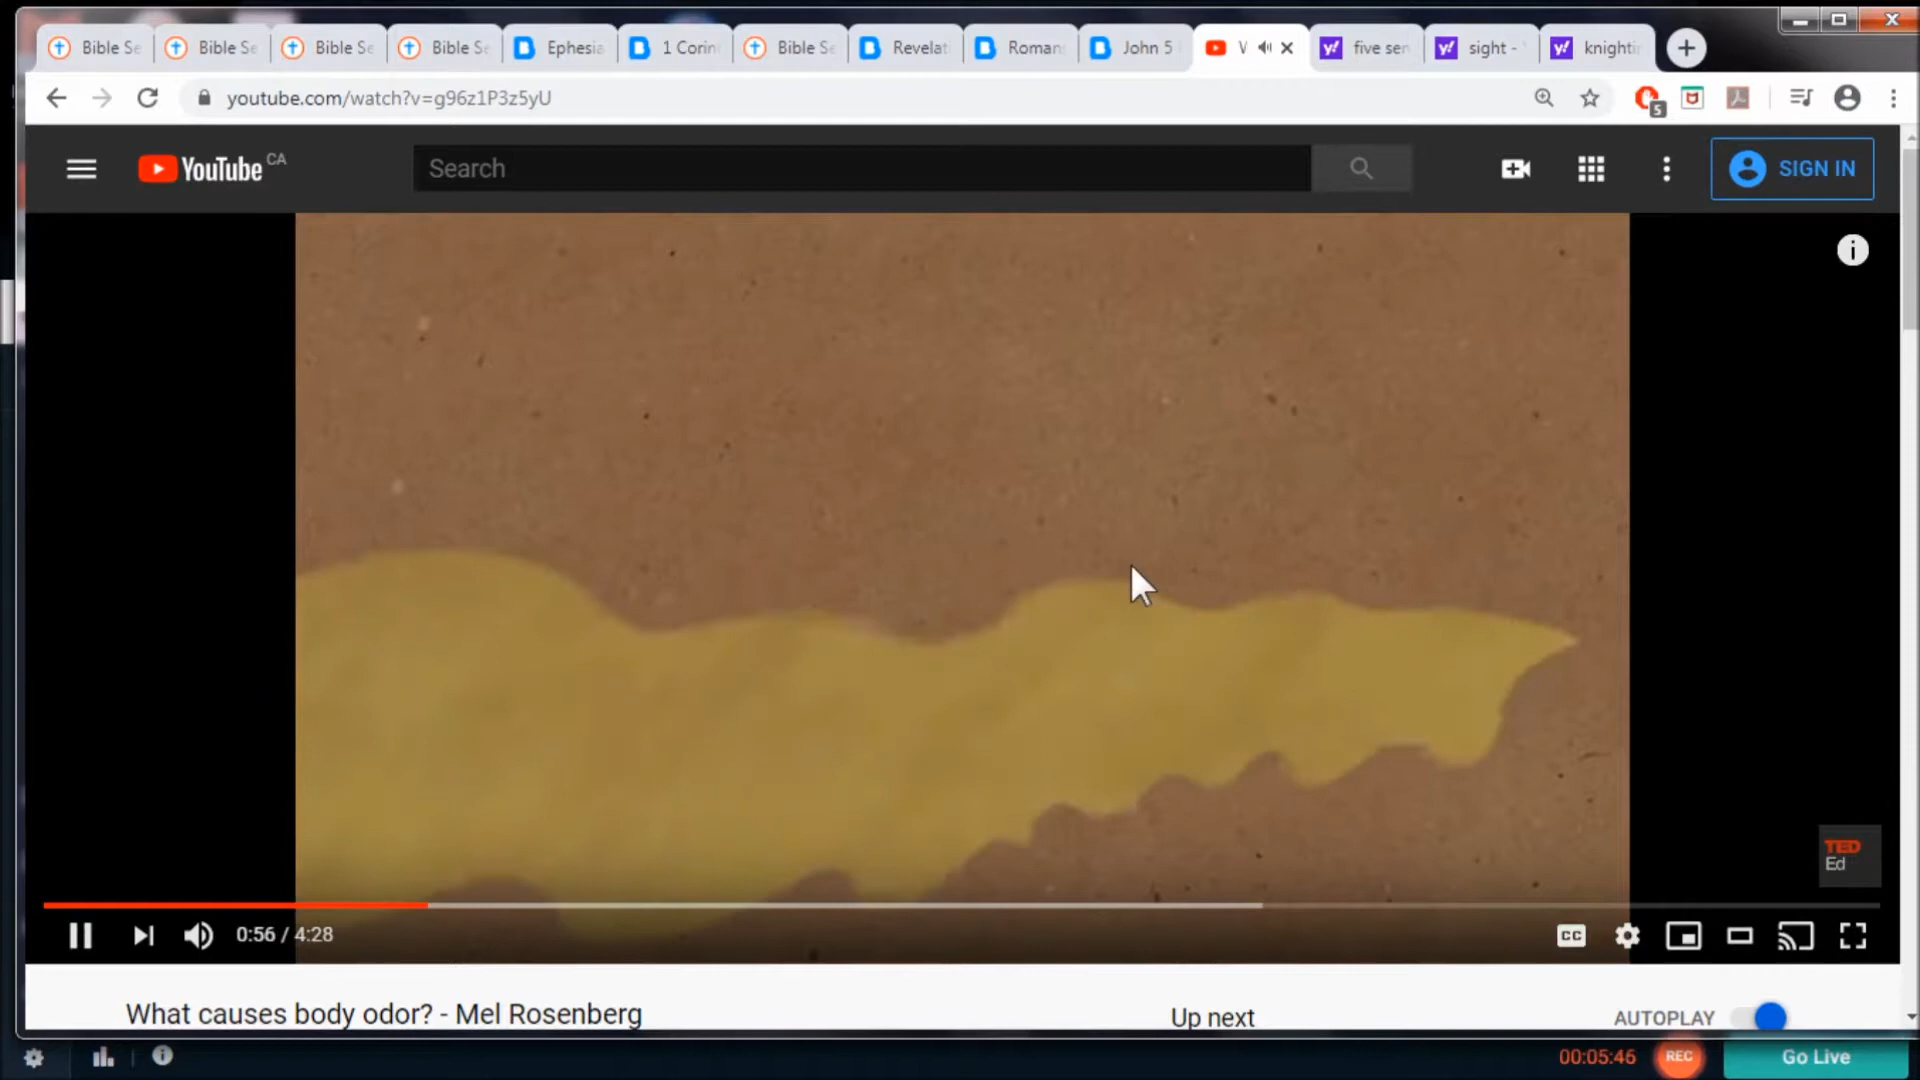 Bible Se Bible Se Bible Se Bible Se Ephesia 1 Corin Bible Se Revelat Roman John 5 V five sen sight - knightin
youtube.com/watch?v=g96z1P3z5yU
5
YouTube CA
Search
SIGN IN
TED
Ed
0:56 / 4:28
CC
What causes body odor? - Mel Rosenberg
Up next
AUTOPLAY
00:05:46
REC
Go Live